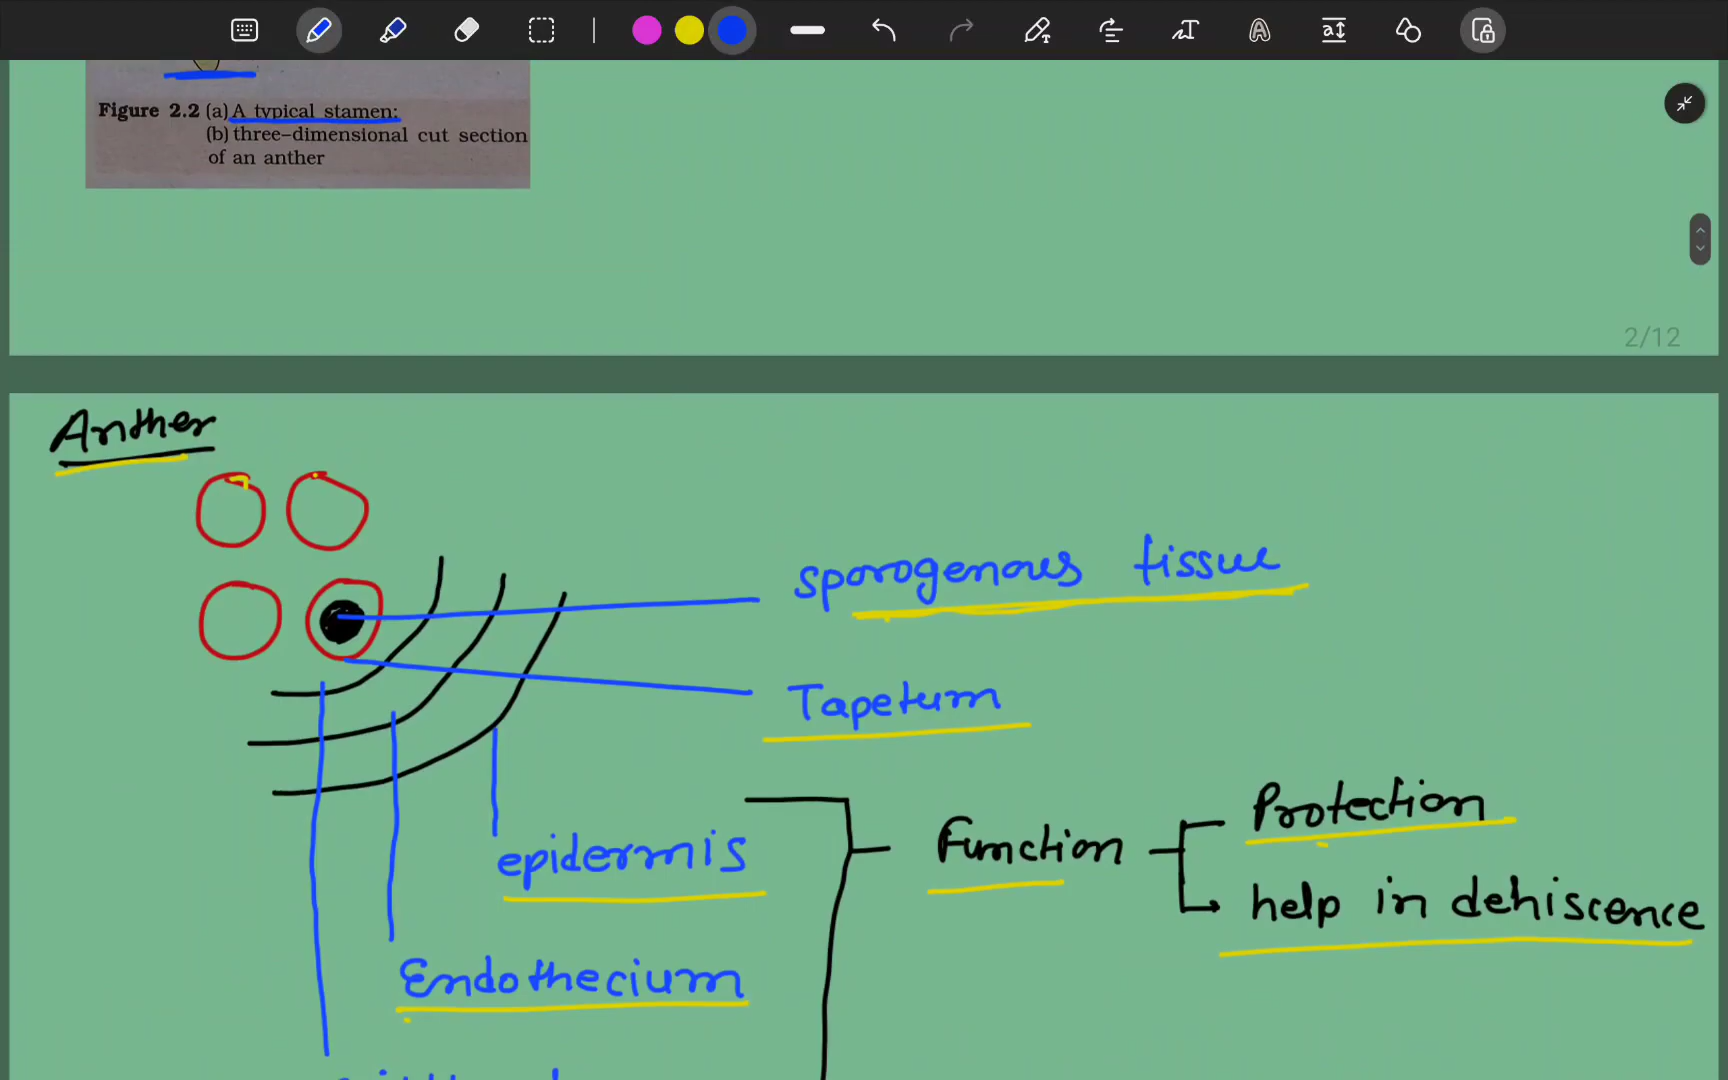 Figure 2.2 (a) A typical stamen;
(b) three-dimensional cut section
of an anther
2/12
Anther
sporogenous tissue
Tapetum
Protection
Function
epidermis
help in dehiscence
Endothecium